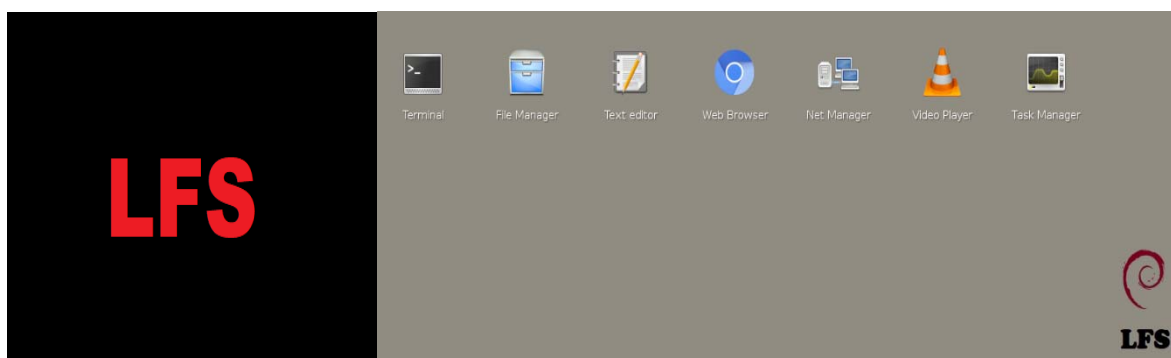 LFS
>_
Terminal
File Manager
Text editor
Web Browser
Net Manager
Video Player
Task Manager
LFS